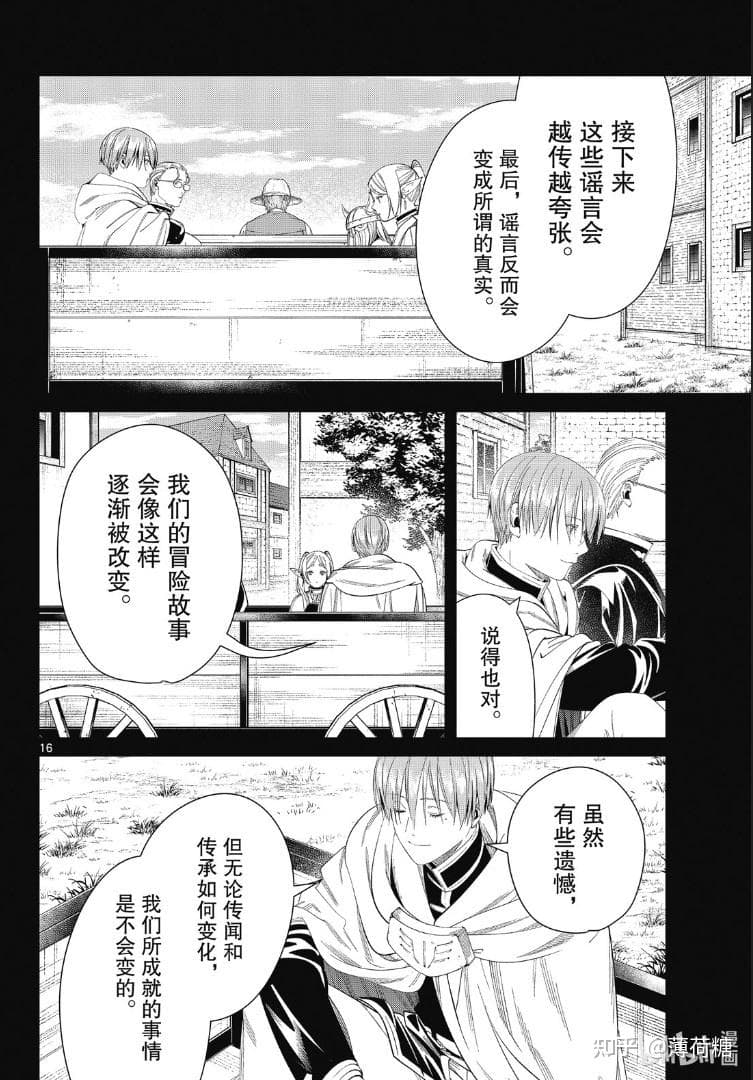 接下来
这些谣言会
越传越夸张。
最后，谣言反而会
变成所谓的真实。
说得也对。
我们的冒险故事
会像这样
逐渐被改变。
16
虽然
有些遗憾，
但无论传闻和
传承如何变化，
我们所成就的事情
是不会变的。
知乎 @薄荷糖